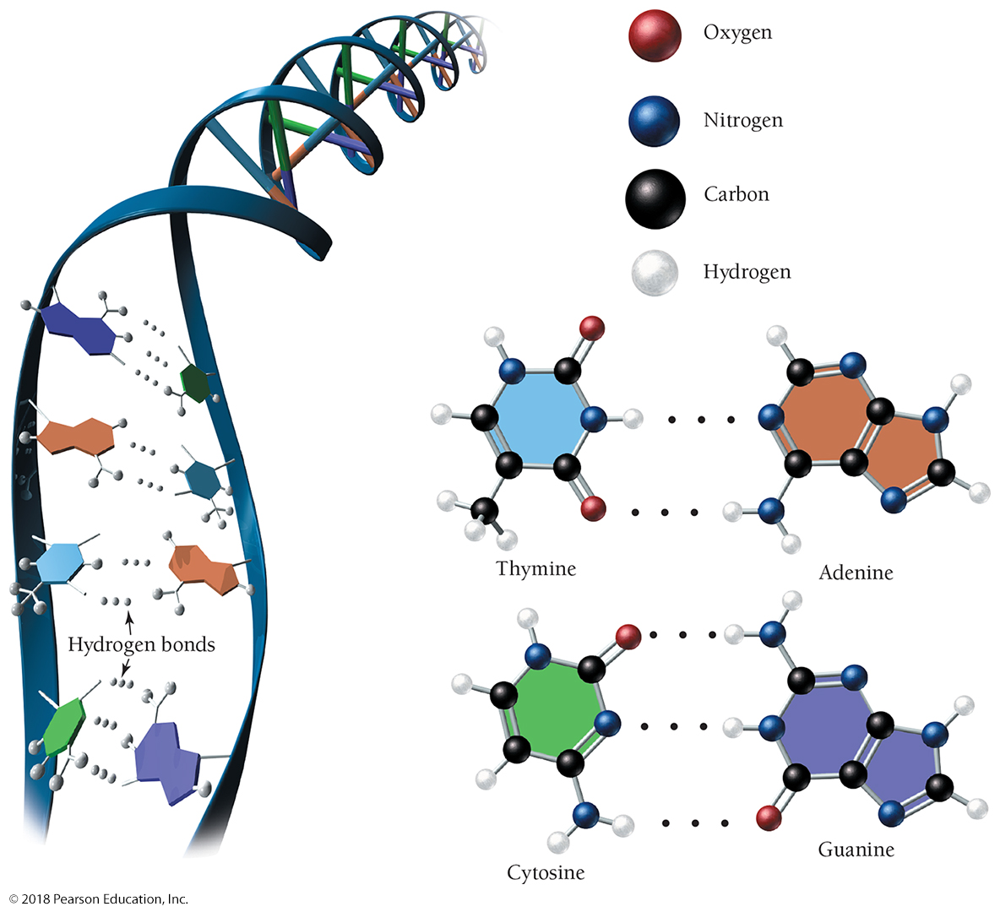 Oxygen
Nitrogen
Carbon
Hydrogen
Thymine
Adenine
Hydrogen bonds
Cytosine
Guanine
© 2018 Pearson Education, Inc.